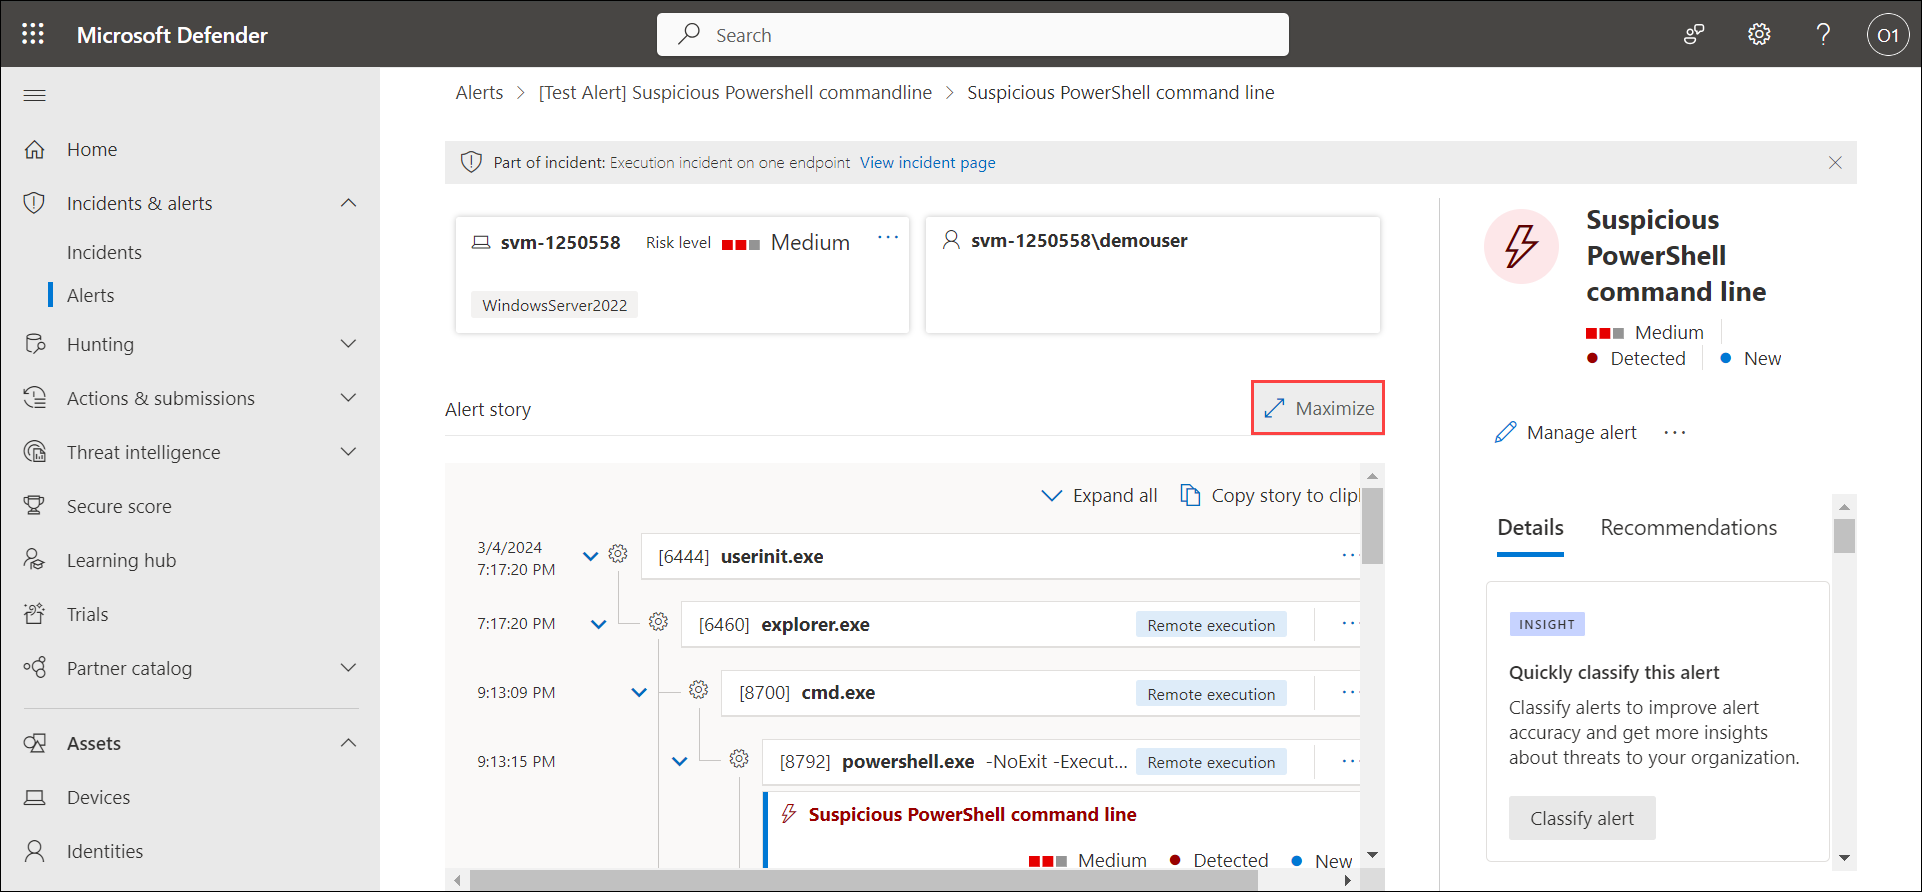 Microsoft Defender
Search
O1
Home
Incidents & alerts
Incidents
Alerts
Hunting
Actions & submissions
Threat intelligence
Secure score
Learning hub
Trials
Partner catalog
Assets
Devices
Identities
Alerts > [Test Alert] Suspicious Powershell commandline > Suspicious PowerShell command line
Part of incident: Execution incident on one endpoint View incident page
svm-1250558 Risk level Medium ...
WindowsServer2022
svm-1250558\demouser
Alert story
Maximize
Expand all Copy story to clip
3/4/2024
7:17:20 PM
[6444] userinit.exe
7:17:20 PM
[6460] explorer.exe Remote execution
9:13:09 PM
[8700] cmd.exe Remote execution
9:13:15 PM
[8792] powershell.exe -NoExit -Execut... Remote execution
Suspicious PowerShell command line
Medium Detected New
Suspicious
PowerShell
command line
Medium
Detected New
Manage alert ...
Details Recommendations
INSIGHT
Quickly classify this alert
Classify alerts to improve alert
accuracy and get more insights
about threats to your organization.
Classify alert